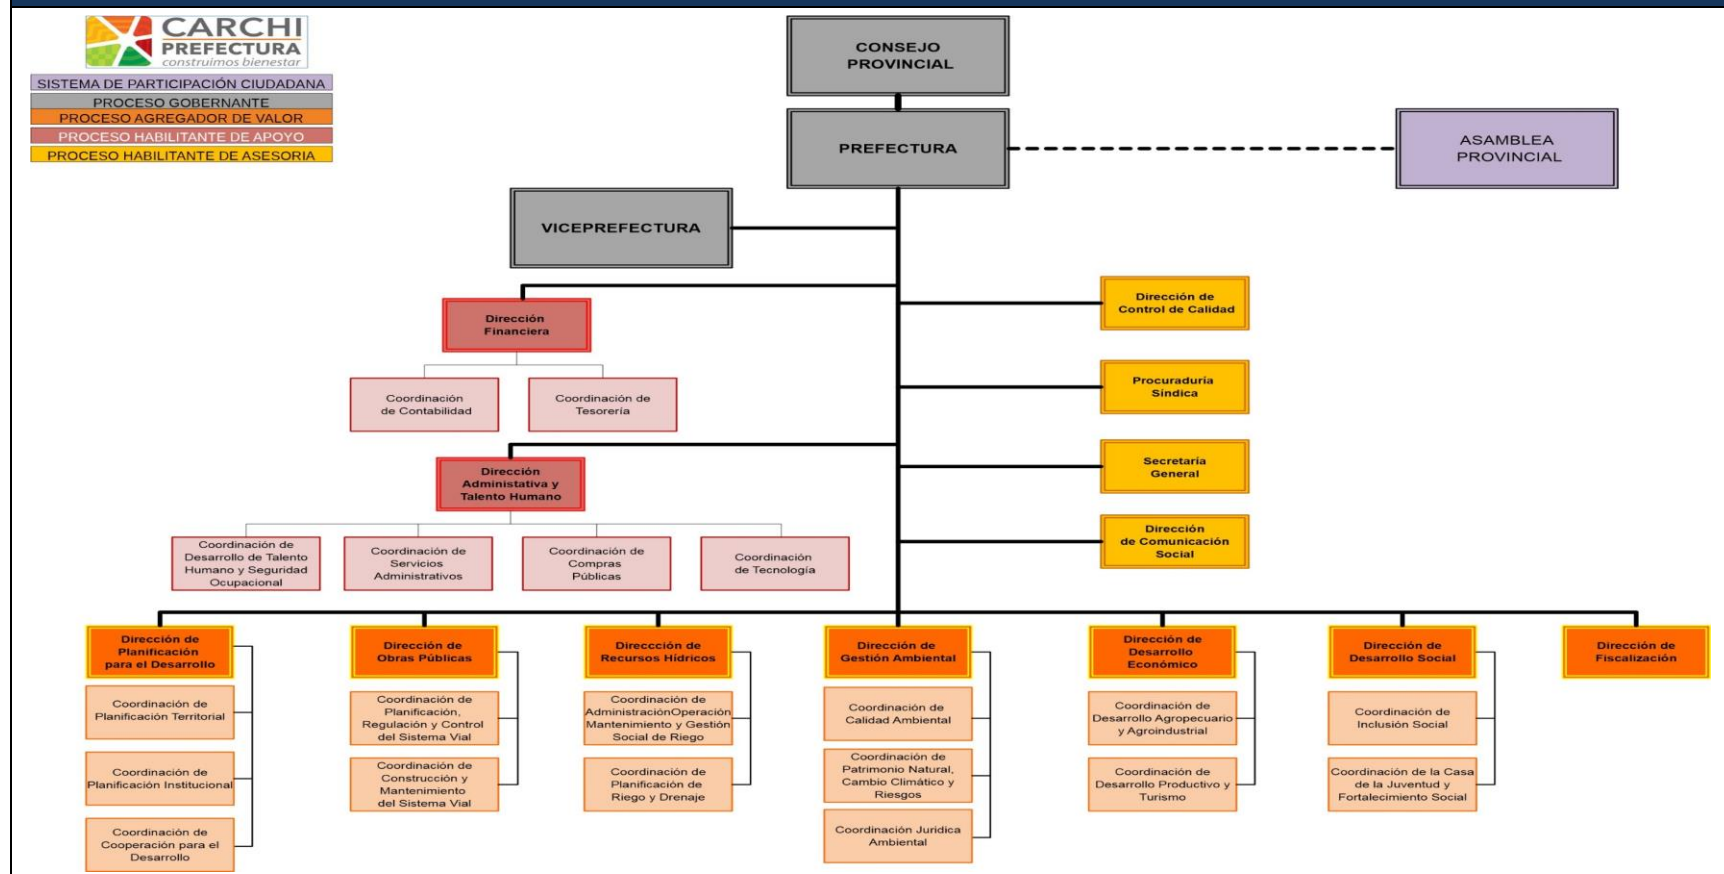 CARCHI
PREFECTURA
construimos bienestar
SISTEMA DE PARTICIPACIÓN CIUDADANA
PROCESO GOBERNANTE
PROCESO AGREGADOR DE VALOR
PROCESO HABILITANTE DE APOYO
PROCESO HABILITANTE DE ASESORIA
CONSEJO
PROVINCIAL
PREFECTURA
ASAMBLEA
PROVINCIAL
VICEPREFECTURA
Dirección
Financiera
Coordinación
de Contabilidad
Coordinación de
Tesorería
Dirección de
Control de Calidad
Procuraduría
Síndica
Secretaría
General
Dirección
de Comunicación
Social
Dirección
Administativa y
Talento Humano
Coordinación de
Desarrollo de Talento
Humano y Seguridad
Ocupacional
Coordinación de
Servicios
Administrativos
Coordinación de
Compras
Públicas
Coordinación
de Tecnología
Dirección de
Planificación
para el Desarrollo
Coordinación de
Planificación Territorial
Coordinación de
Planificación Institucional
Coordinación de
Cooperación para el
Desarrollo
Dirección de
Obras Públicas
Coordinación de
Planificación,
Regulación y Control
del Sistema Vial
Coordinación de
Construcción y
Mantenimiento
del Sistema Vial
Direccción de
Recursos Hídricos
Coordinación de
AdministraciónOperación
Mantenimiento y Gestión
Social de Riego
Coordinación de
Planificación de
Riego y Drenaje
Dirección de
Gestión Ambiental
Coordinación de
Calidad Ambiental
Coordinación de
Patrimonio Natural,
Cambio Climático y
Riesgos
Coordinación Jurídica
Ambiental
Dirección de
Desarrollo
Económico
Coordinación de
Desarrollo Agropecuario
y Agroindustrial
Coordinación de
Desarrollo Productivo y
Turismo
Dirección de
Desarrollo Social
Coordinación de
Inclusión Social
Coordinación de la Casa
de la Juventud y
Fortalecimiento Social
Dirección de
Fiscalización